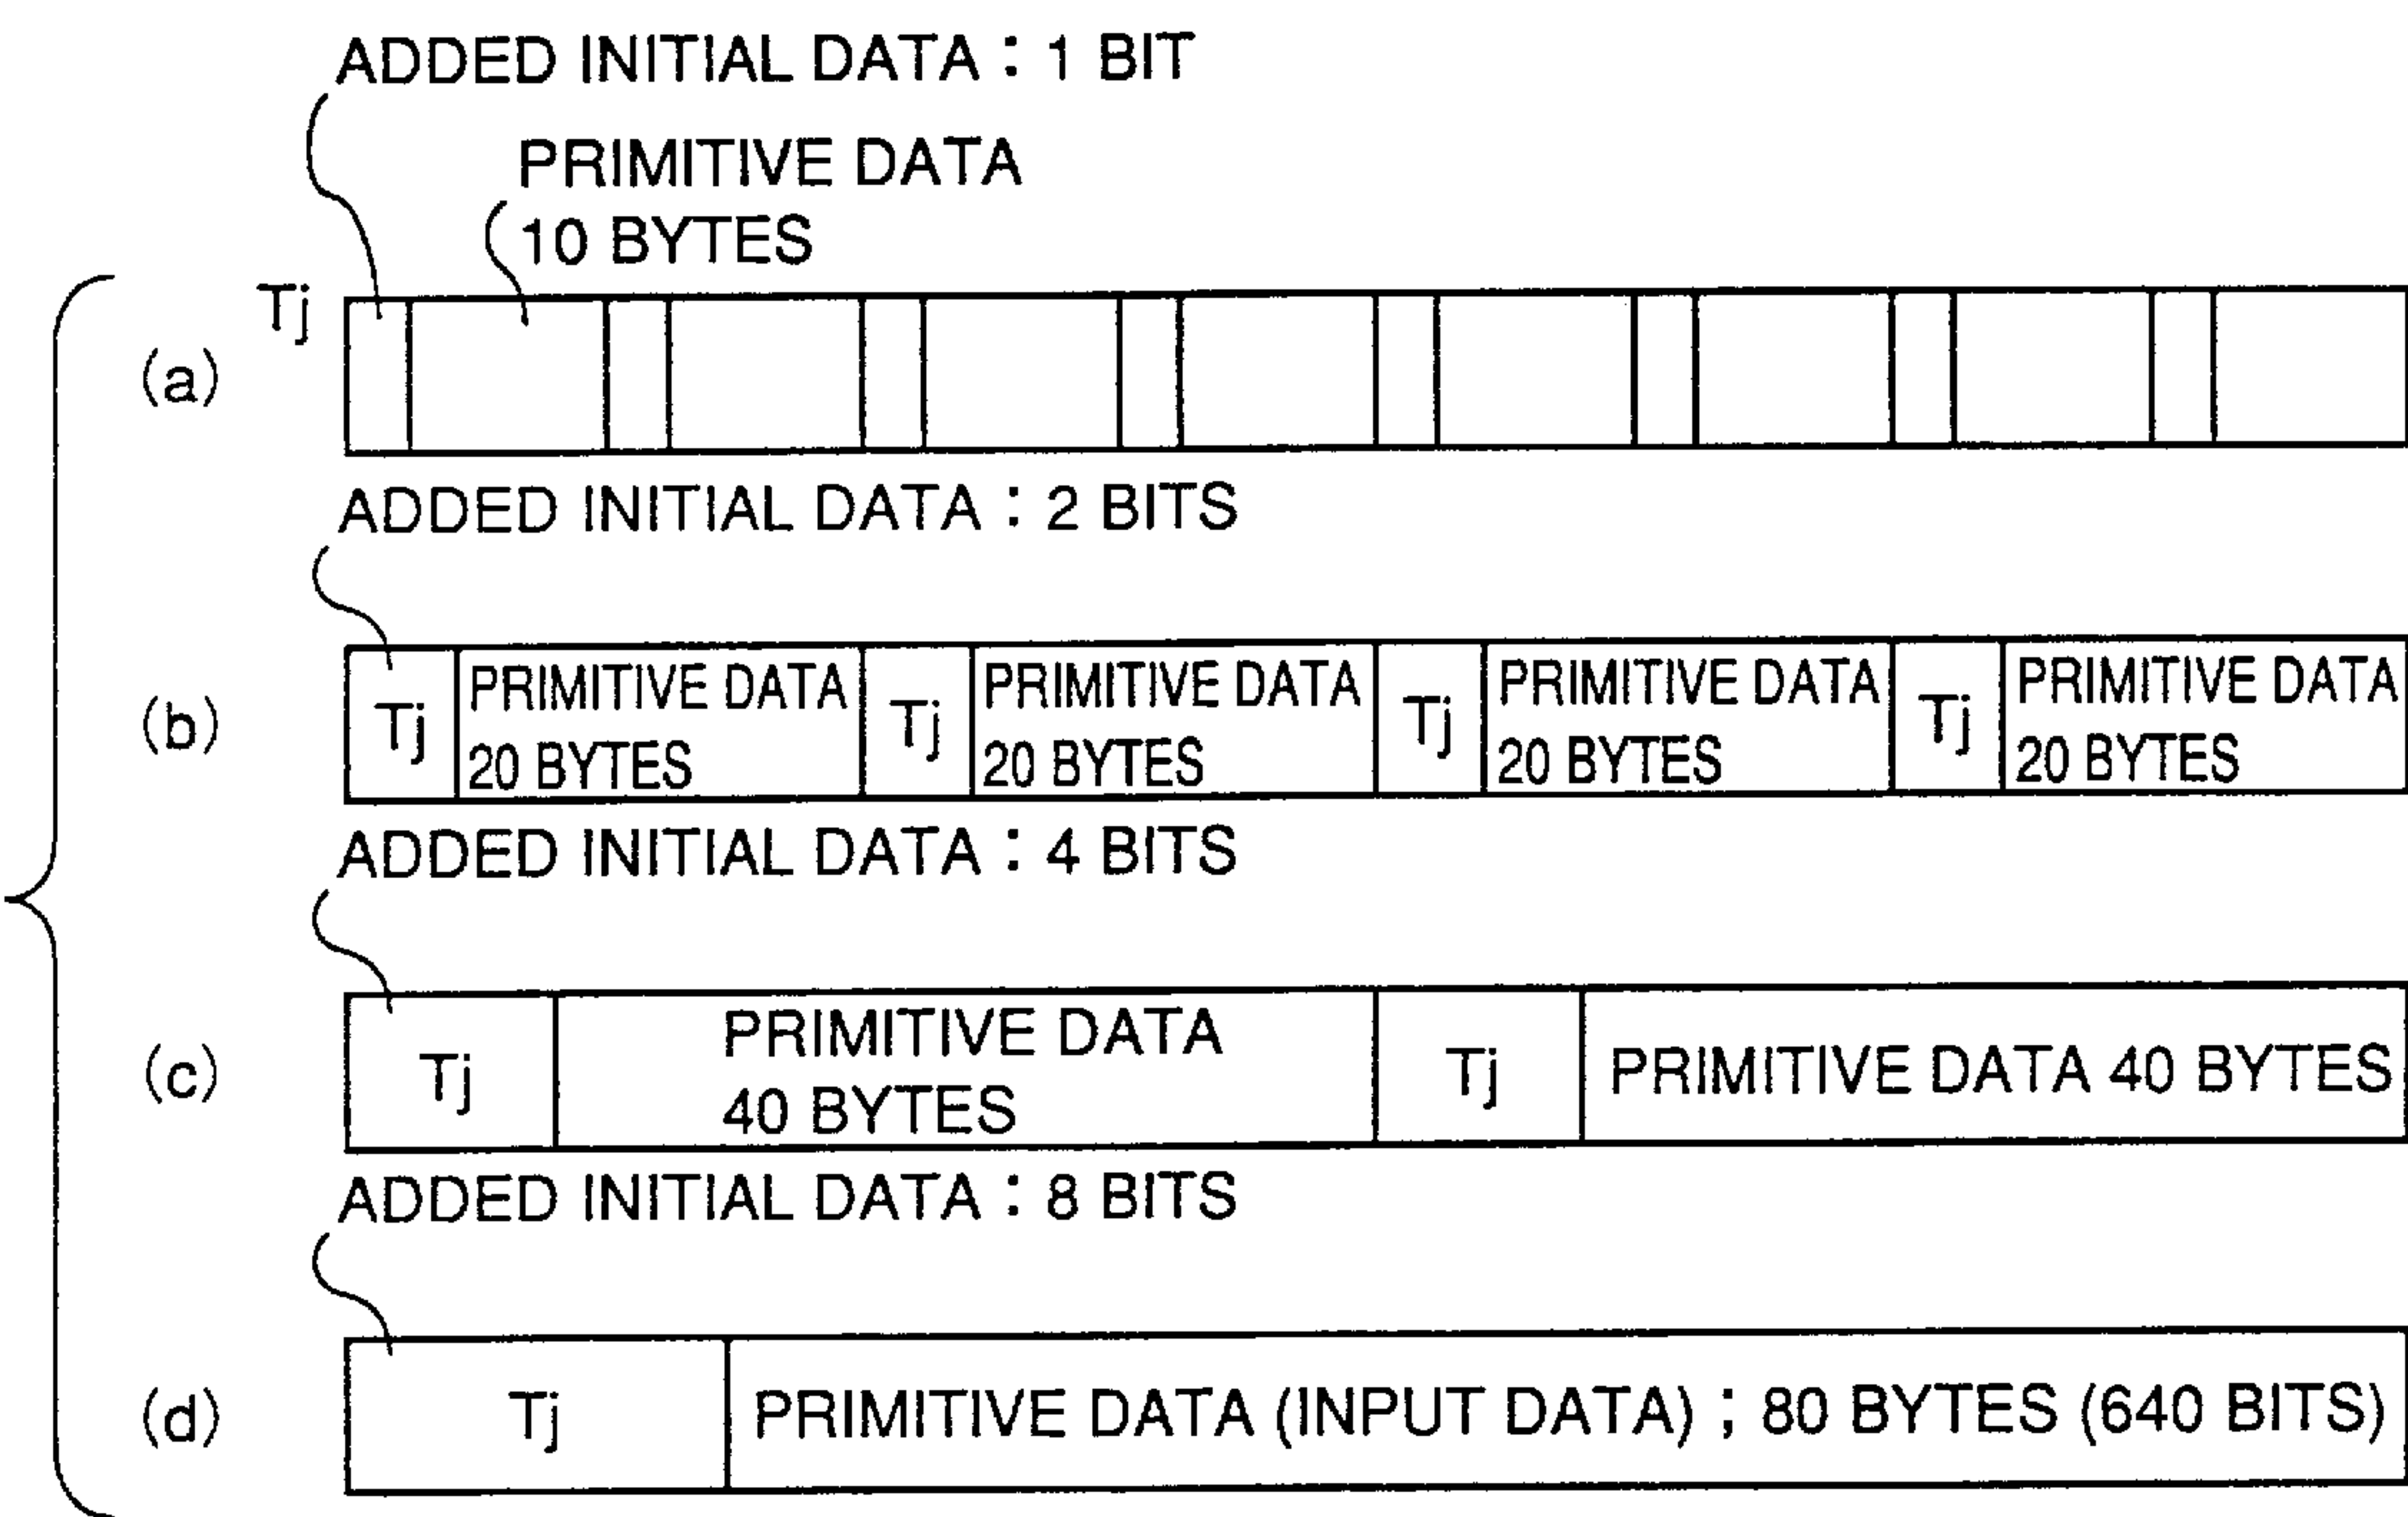 ADDED INITIAL DATA : 1 BIT
PRIMITIVE DATA
10 BYTES
Tj
(a)
ADDED INITIAL DATA : 2 BITS
(b)
Tj
PRIMITIVE DATA
20 BYTES
Tj
PRIMITIVE DATA
20 BYTES
Tj
PRIMITIVE DATA
20 BYTES
Tj
PRIMITIVE DATA
20 BYTES
ADDED INITIAL DATA : 4 BITS
(c)
Tj
PRIMITIVE DATA
40 BYTES
Tj
PRIMITIVE DATA 40 BYTES
ADDED INITIAL DATA : 8 BITS
(d)
Tj
PRIMITIVE DATA (INPUT DATA) ; 80 BYTES (640 BITS)